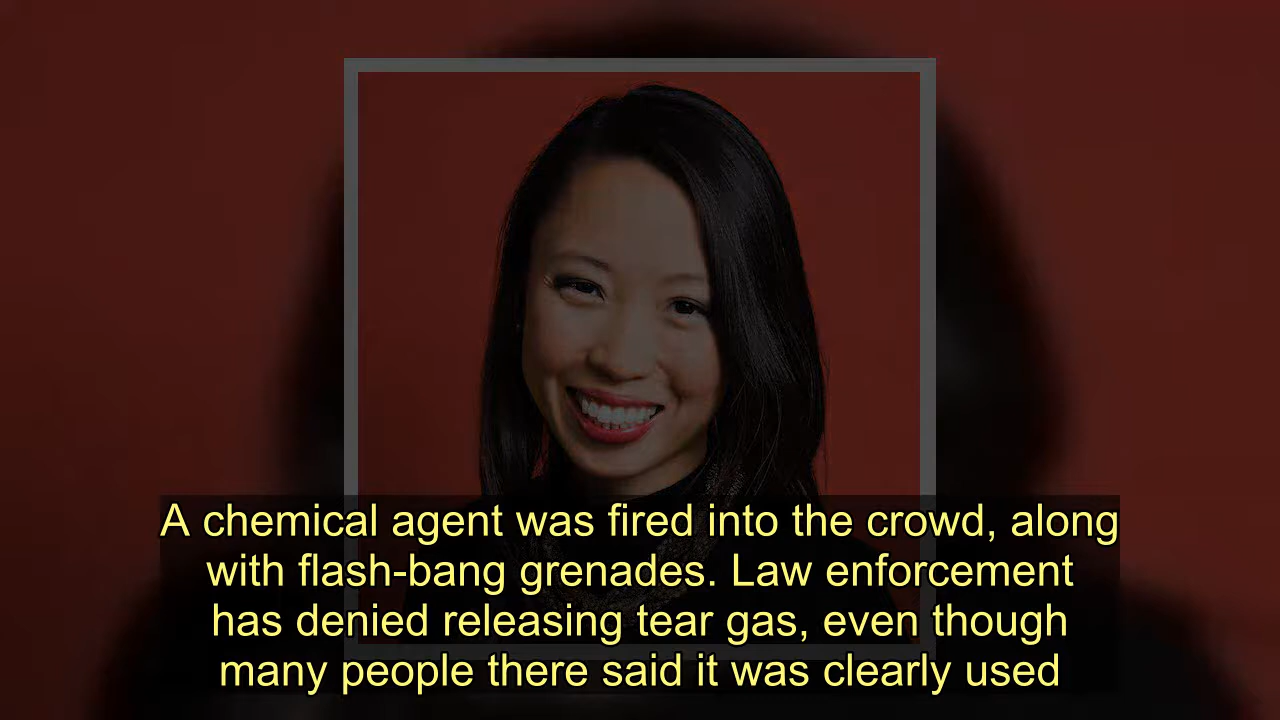 A chemical agent was fired into the crowd, along
with flash-bang grenades. Law enforcement
has denied releasing tear gas, even though
many people there said it was clearly used